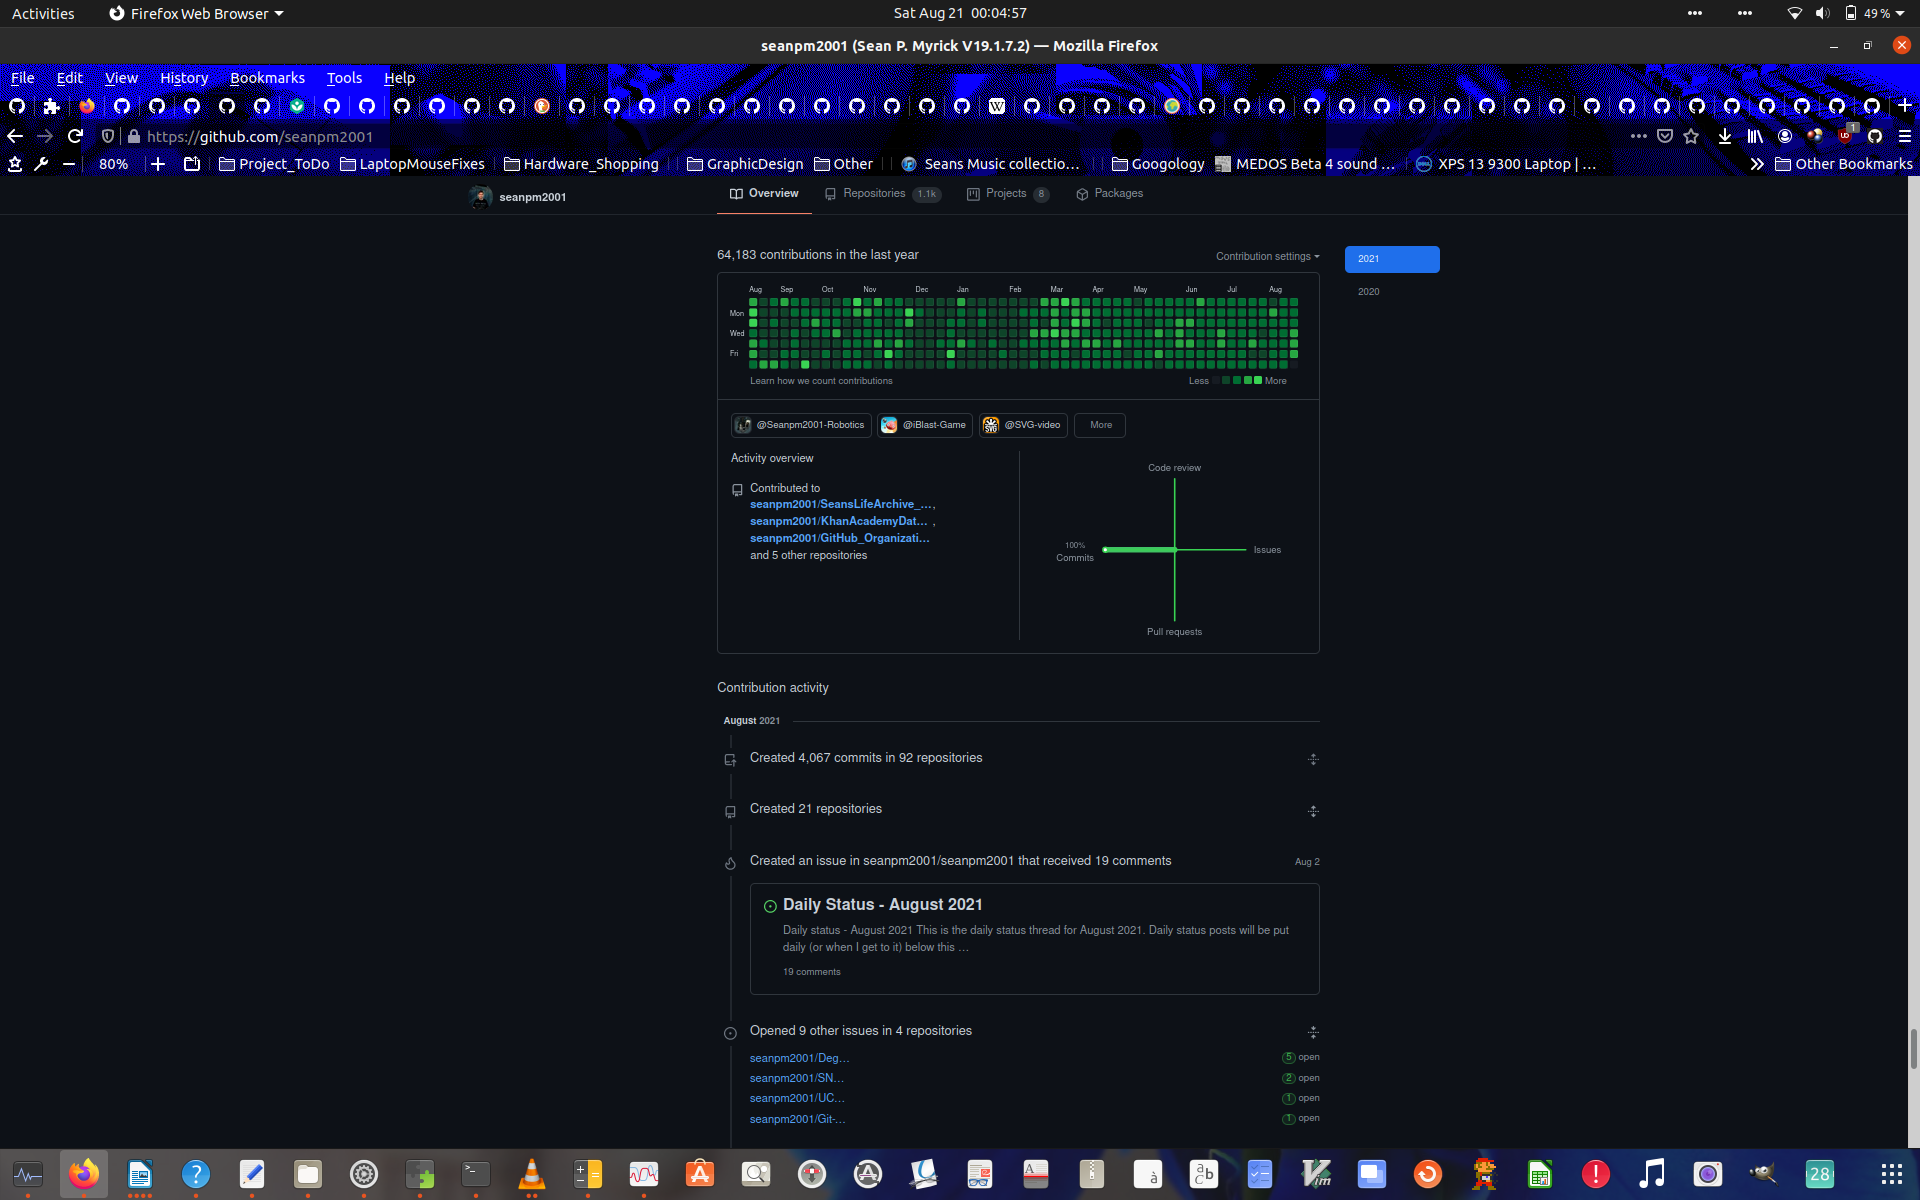 Activities Firefox Web Browser Sat Aug 21 00:04:57 49 %
seanpm2001 (Sean P. Myrick V19.1.7.2) — Mozilla Firefox
File Edit View History Bookmarks Tools Help
https://github.com/seanpm2001 1
80% Project_ToDo LaptopMouseFixes Hardware_Shopping GraphicDesign Other Seans Music collectio… Googology MEDOS Beta 4 sound … XPS 13 9300 Laptop | … Other Bookmarks
seanpm2001 Overview Repositories 1.1k Projects 8 Packages
64,183 contributions in the last year Contribution settings
2021
2020
Aug Sep Oct Nov Dec Jan Feb Mar Apr May Jun Jul Aug
Mon
Wed
Fri
Learn how we count contributions Less More
@Seanpm2001-Robotics @iBlast-Game @SVG-video More
Activity overview
Contributed to
seanpm2001/SeansLifeArchive_…,
seanpm2001/KhanAcademyDat… ,
seanpm2001/GitHub_Organizati…
and 5 other repositories
Code review
100%
Commits
Issues
Pull requests
Contribution activity
August 2021
Created 4,067 commits in 92 repositories
Created 21 repositories
Created an issue in seanpm2001/seanpm2001 that received 19 comments Aug 2
Daily Status - August 2021
Daily status - August 2021 This is the daily status thread for August 2021. Daily status posts will be put
daily (or when I get to it) below this …
19 comments
Opened 9 other issues in 4 repositories
seanpm2001/Deg… 5 open
seanpm2001/SN… 2 open
seanpm2001/UC… 1 open
seanpm2001/Git-… 1 open
28